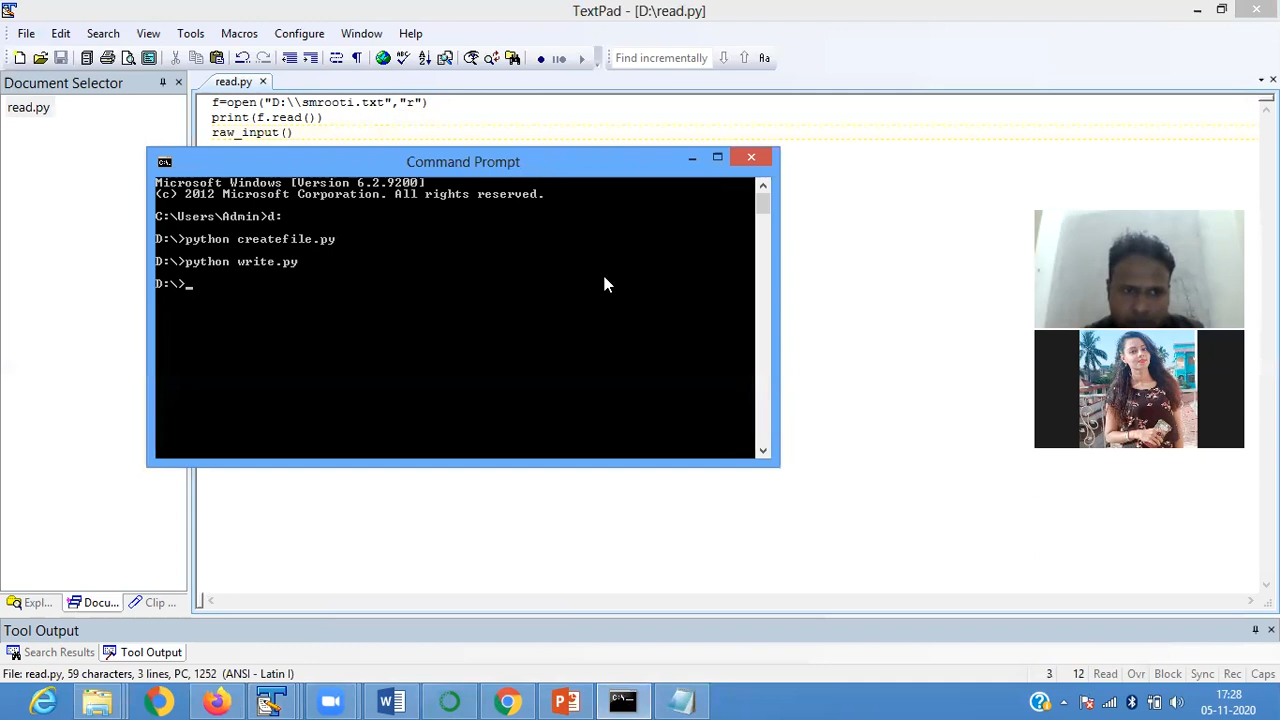 TextPad - [D:\read.py]
File Edit Search View Tools Macros Configure Window Help
Find incrementally
Document Selector
read.py
read.py
f=open("D:\\smrooti.txt","r")
print(f.read())
raw_input()
Command Prompt
Microsoft Windows [Version 6.2.9200]
(c) 2012 Microsoft Corporation. All rights reserved.
C:\Users\Admin>d:
D:\>python createfile.py
D:\>python write.py
D:\>_
Expl... Docu... Clip ...
Tool Output
Search Results Tool Output
File: read.py, 59 characters, 3 lines, PC, 1252 (ANSI - Latin I) 3 12 Read Ovr Block Sync Rec Caps
17:28
05-11-2020